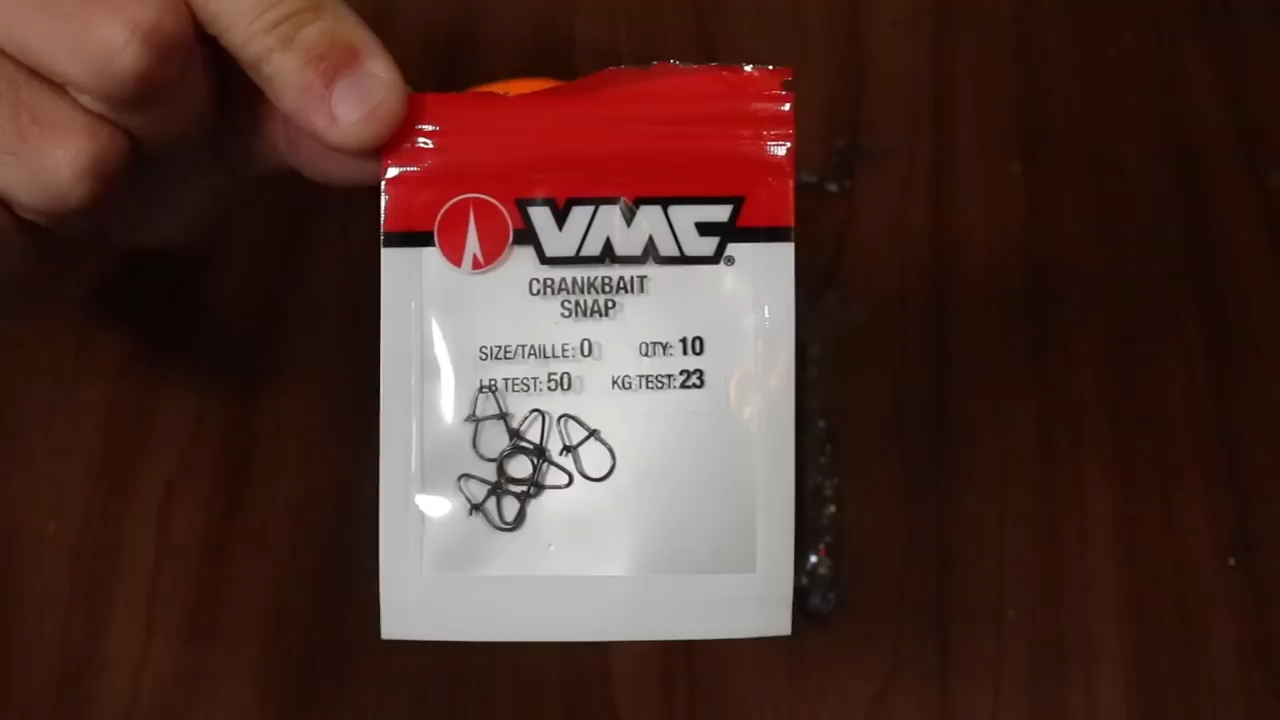 VMC®
CRANKBAIT
SNAP
SIZE/TAILLE: 0 QTY: 10
LB TEST: 50 KG TEST: 23